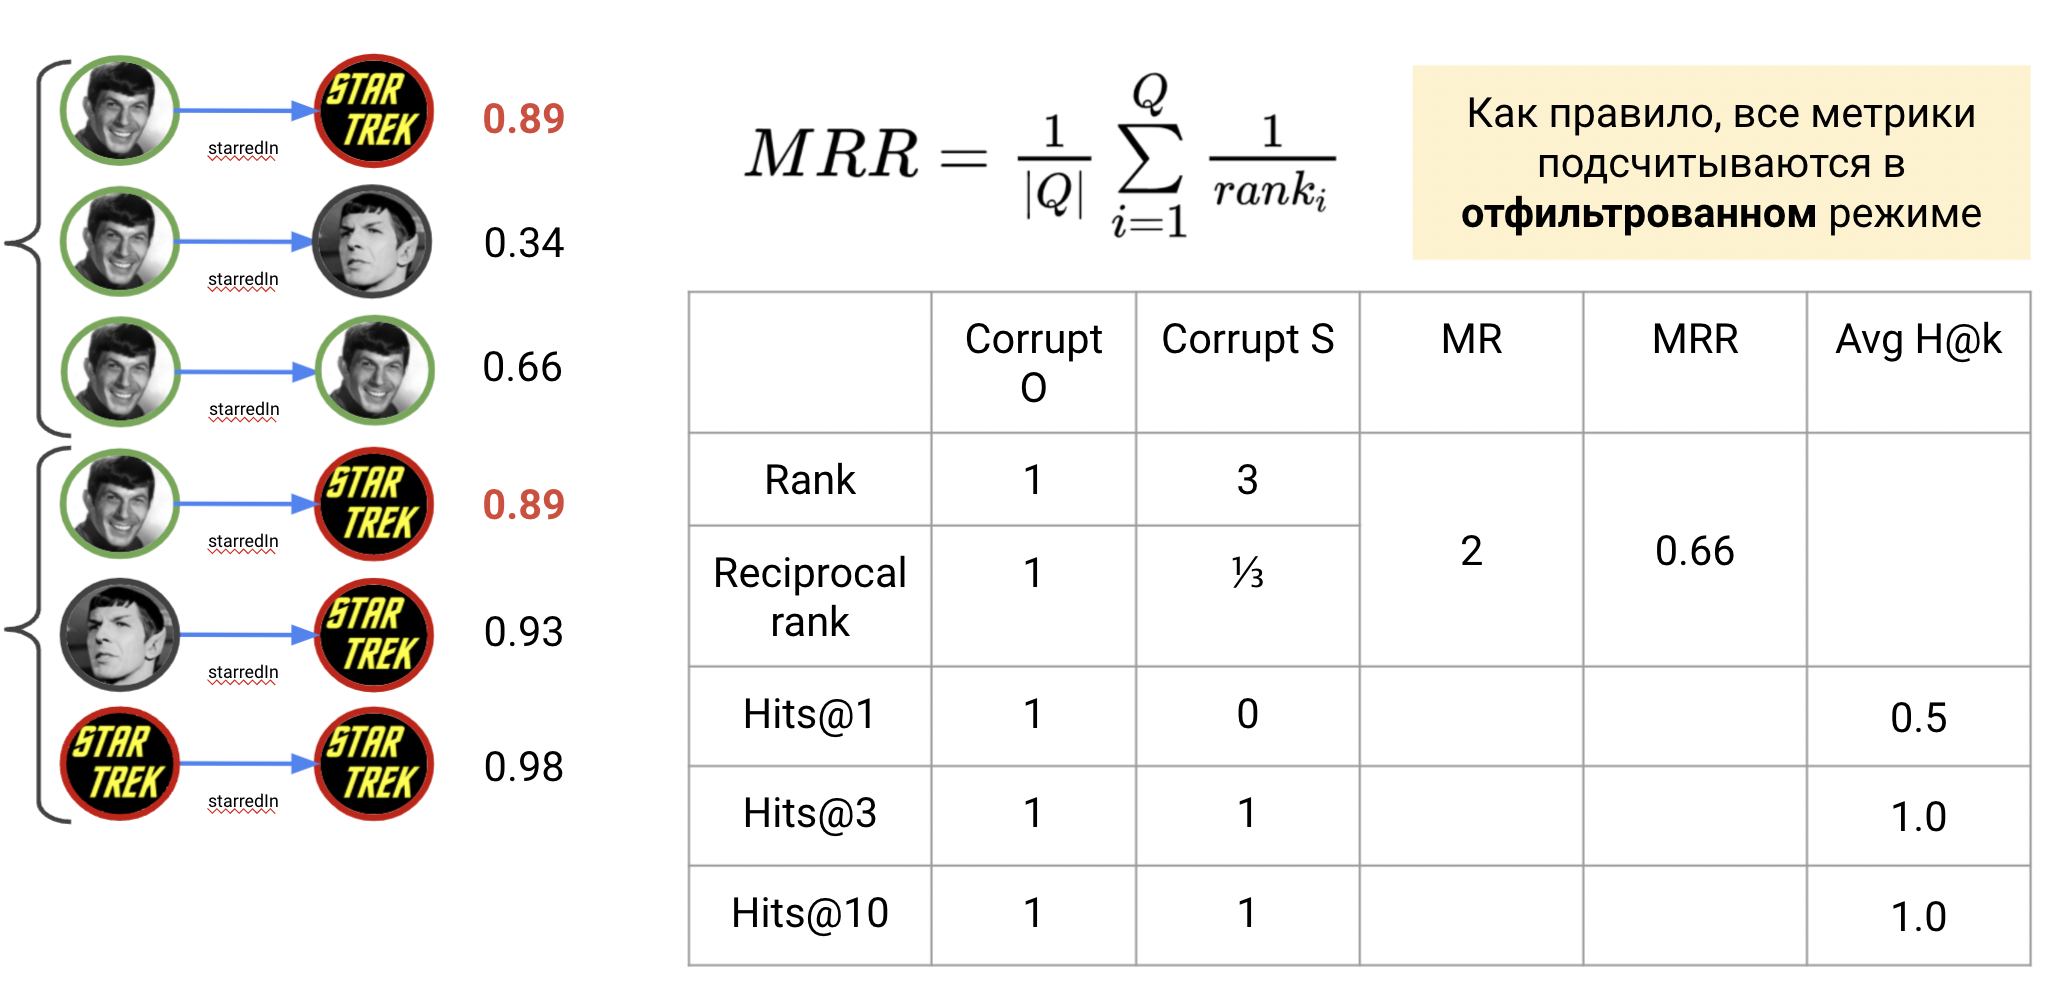 STAR
TREK
starredIn
0.89
starredIn
0.34
starredIn
0.66
STAR
TREK
starredIn
0.89
STAR
TREK
starredIn
0.93
STAR
TREK
STAR
TREK
starredIn
0.98
MRR = 1/|Q| Q∑i=1 1/rank_i
Как правило, все метрики
подсчитываются в
отфильтрованном режиме
Corrupt
O
Corrupt S
MR
MRR
Avg H@k
Rank
1
3
2
0.66
Reciprocal
rank
1
⅓
Hits@1
1
0
0.5
Hits@3
1
1
1.0
Hits@10
1
1
1.0